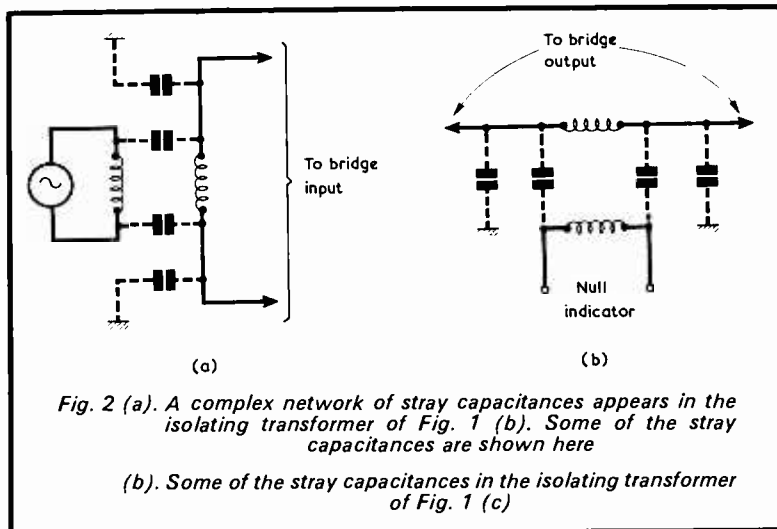 To bridge
output
To bridge
input
Null
indicator
(a)
(b)
Fig. 2 (a). A complex network of stray capacitances appears in the
isolating transformer of Fig. 1 (b). Some of the stray
capacitances are shown here
(b). Some of the stray capacitances in the isolating transformer
of Fig. 1 (c)